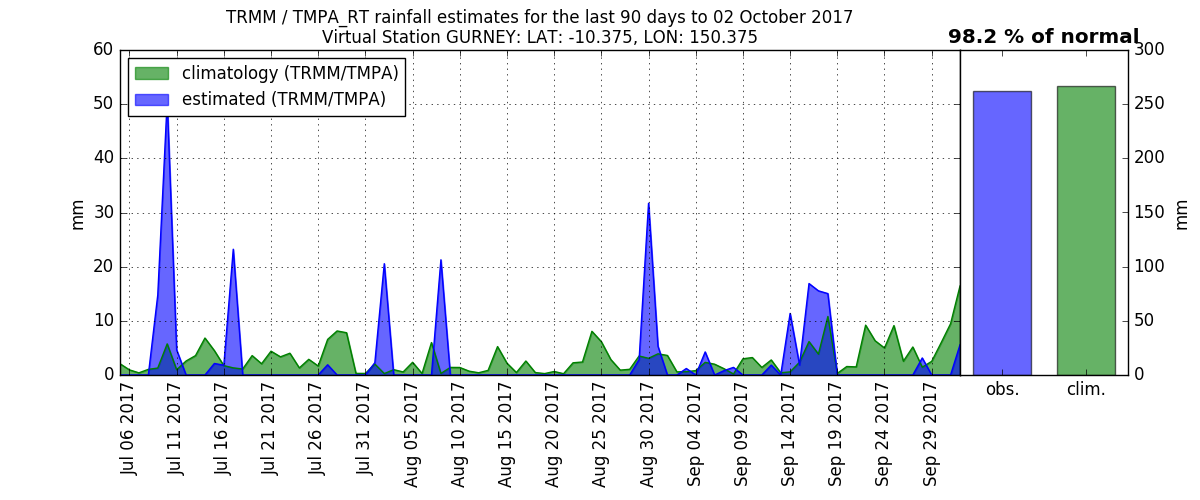 TRMM / TMPA_RT rainfall estimates for the last 90 days to 02 October 2017
Virtual Station GURNEY: LAT: -10.375, LON: 150.375
98.2 % of normal
climatology (TRMM/TMPA)
estimated (TRMM/TMPA)
60
50
40
30
20
10
0
mm
300
250
200
150
100
50
0
mm
Jul 06 2017
Jul 11 2017
Jul 16 2017
Jul 21 2017
Jul 26 2017
Jul 31 2017
Aug 05 2017
Aug 10 2017
Aug 15 2017
Aug 20 2017
Aug 25 2017
Aug 30 2017
Sep 04 2017
Sep 09 2017
Sep 14 2017
Sep 19 2017
Sep 24 2017
Sep 29 2017
obs.
clim.